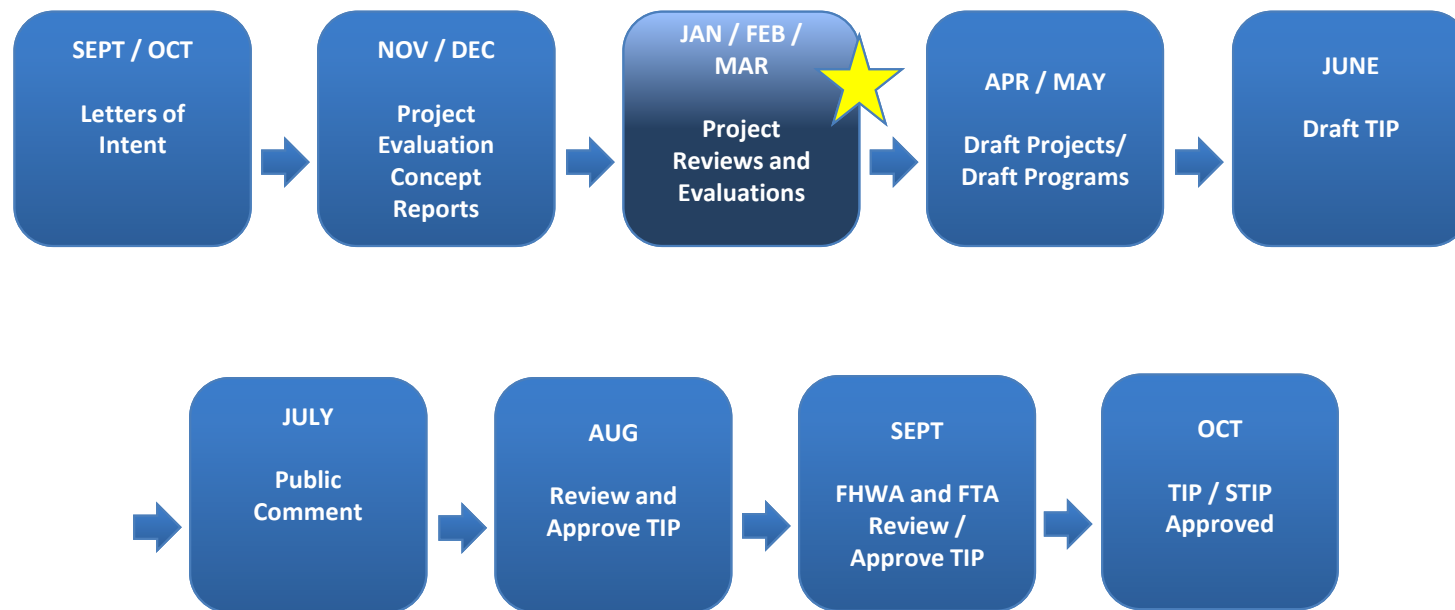 SEPT / OCT
Letters of
Intent
NOV / DEC
Project
Evaluation
Concept
Reports
JAN / FEB /
MAR
Project
Reviews and
Evaluations
APR / MAY
Draft Projects/
Draft Programs
JUNE
Draft TIP
JULY
Public
Comment
AUG
Review and
Approve TIP
SEPT
FHWA and FTA
Review /
Approve TIP
OCT
TIP / STIP
Approved